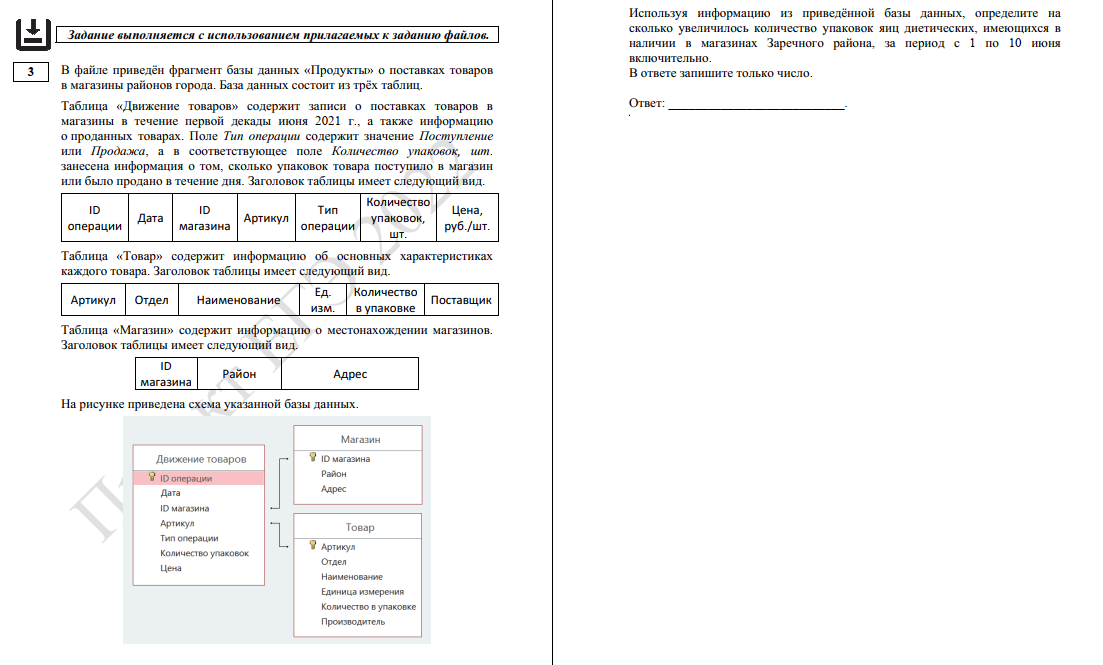 Задание выполняется с использованием прилагаемых к заданию файлов.
3
В файле приведён фрагмент базы данных «Продукты» о поставках товаров
в магазины районов города. База данных состоит из трёх таблиц.
Таблица «Движение товаров» содержит записи о поставках товаров в
магазины в течение первой декады июня 2021 г., а также информацию
о проданных товарах. Поле Тип операции содержит значение Поступление
или Продажа, а в соответствующее поле Количество упаковок, шт.
занесена информация о том, сколько упаковок товара поступило в магазин
или было продано в течение дня. Заголовок таблицы имеет следующий вид.
ID операции
Дата
ID магазина
Артикул
Тип операции
Количество упаковок, шт.
Цена, руб./шт.
Таблица «Товар» содержит информацию об основных характеристиках
каждого товара. Заголовок таблицы имеет следующий вид.
Артикул
Отдел
Наименование
Ед. изм.
Количество в упаковке
Поставщик
Таблица «Магазин» содержит информацию о местонахождении магазинов.
Заголовок таблицы имеет следующий вид.
ID магазина
Район
Адрес
На рисунке приведена схема указанной базы данных.
Движение товаров
ID операции
Дата
ID магазина
Артикул
Тип операции
Количество упаковок
Цена
Магазин
ID магазина
Район
Адрес
Товар
Артикул
Отдел
Наименование
Единица измерения
Количество в упаковке
Производитель
Используя информацию из приведённой базы данных, определите на
сколько увеличилось количество упаковок яиц диетических, имеющихся в
наличии в магазинах Заречного района, за период с 1 по 10 июня
включительно.
В ответе запишите только число.
Ответ: ___________________________.